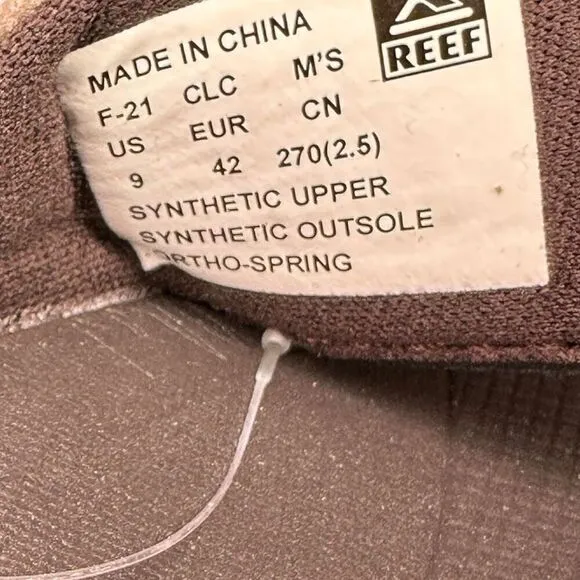 MADE IN CHINA
REEF
F-21 CLC M'S
US EUR CN
9 42 270(2.5)
SYNTHETIC UPPER
SYNTHETIC OUTSOLE
ORTHO-SPRING